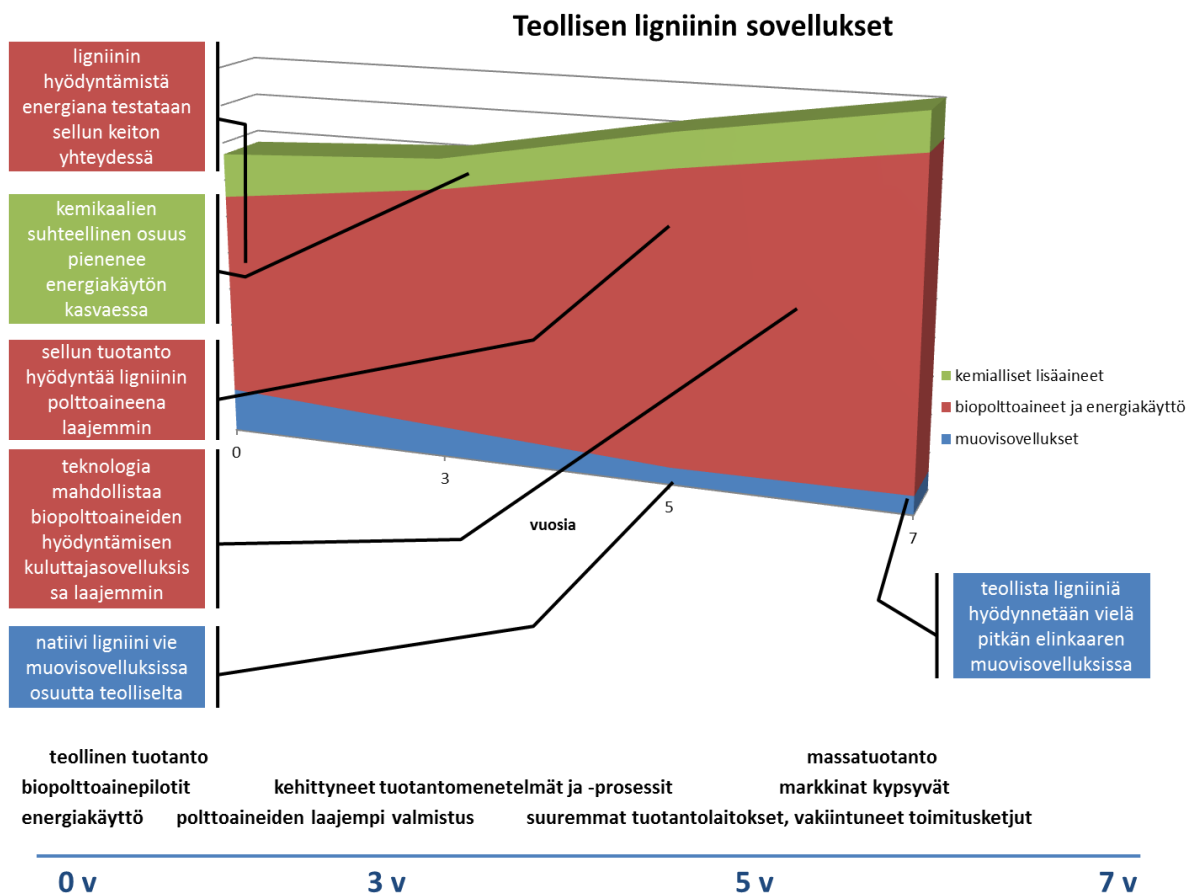 Teollisen ligniinin sovellukset
ligniinin
hyödyntämistä
energiana testataan
sellun keiton
yhteydessä
kemikaalien
suhteellinen osuus
pienenee
energiakäytön
kasvaessa
sellun tuotanto
hyödyntää ligniinin
polttoaineena
laajemmin
teknologia
mahdollistaa
biopolttoaineiden
hyödyntämisen
kuluttajasovelluksis
sa laajemmin
natiivi ligniini vie
muovisovelluksissa
osuutta teolliselta
0
3
5
7
vuosia
kemialliset lisäaineet
biopolttoaineet ja energiakäyttö
muovisovellukset
teollista ligniiniä
hyödynnetään vielä
pitkän elinkaaren
muovisovelluksissa
teollinen tuotanto massatuotanto
biopolttoainepilotit kehittyneet tuotantomenetelmät ja -prosessit markkinat kypsyvät
energiakäyttö polttoaineiden laajempi valmistus suuremmat tuotantolaitokset, vakiintuneet toimitusketjut
0 v 3 v 5 v 7 v